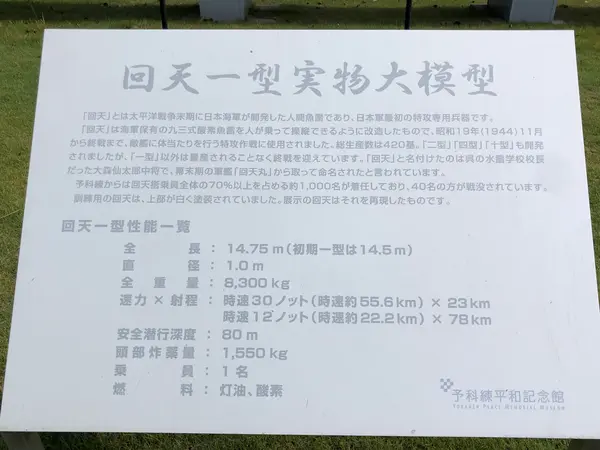 回天一型実物大模型
「回天」とは太平洋戦争末期に日本海軍が開発した人間魚雷であり、日本軍最初の特攻専用兵器です。
「回天」は海軍保有の九三式酸素魚雷を人が乗って操縦できるように改造したもので、昭和19年(1944)11月
から終戦まで、敵艦に体当たりを行う特攻作戦に使用されました。総生産数は420基、「二型」「四型」「十型」も開発
されましたが、「一型」以外は量産されることなく終戦を迎えています。「回天」と名付けたのは呉の水雷学校校長
だった大森仙太郎中将で、幕末期の軍艦「回天丸」から取って命名されたと言われています。
予科練からは回天搭乗員全体の70%以上を占める約1,000名が着任しており、40名の方が戦没されています。
訓練用の回天は、上部が白く塗装されていました。展示の回天はそれを再現したものです。
回天一型性能一覧
全長：14.75m(初期一型は14.5m)
直径：1.0m
全重量：8,300kg
速力×射程：時速30ノット(時速約55.6km)×23km
時速12ノット(時速約22.2km)×78km
安全潜行深度：80m
頭部炸薬量：1,550kg
乗員：1名
燃料：灯油、酸素
予科練平和記念館
YOKAREN PEACE MEMORIAL MUSEUM